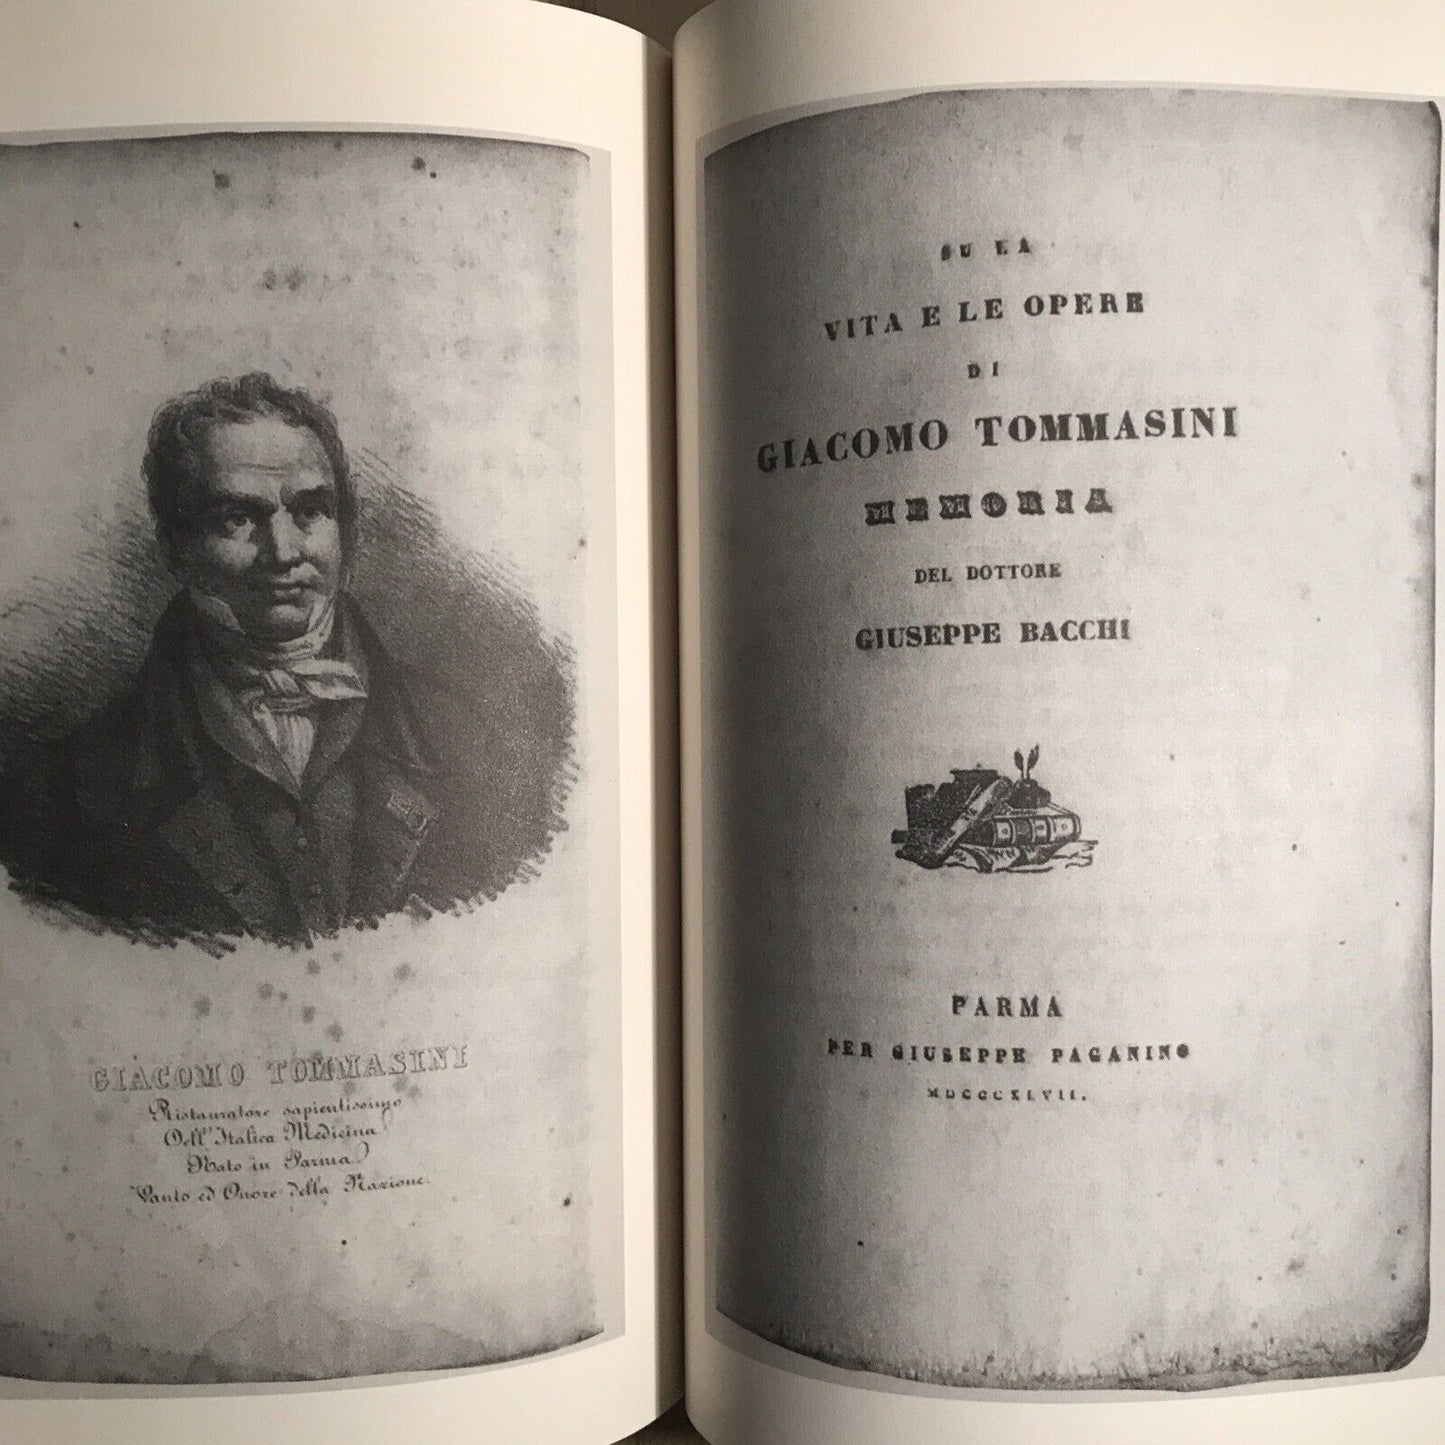 GIACOMO TOMMASINI
Ristauratore sapientissimo
Dell'Italica Medicina
Nato in Parma
Vanto ed Onore della Nazione.
SU LA
VITA E LE OPERE
DI
GIACOMO TOMMASINI
MEMORIA
DEL DOTTORE
GIUSEPPE BACCHI
PARMA
PER GIUSEPPE PAGANINO
MDCCCXLVII.